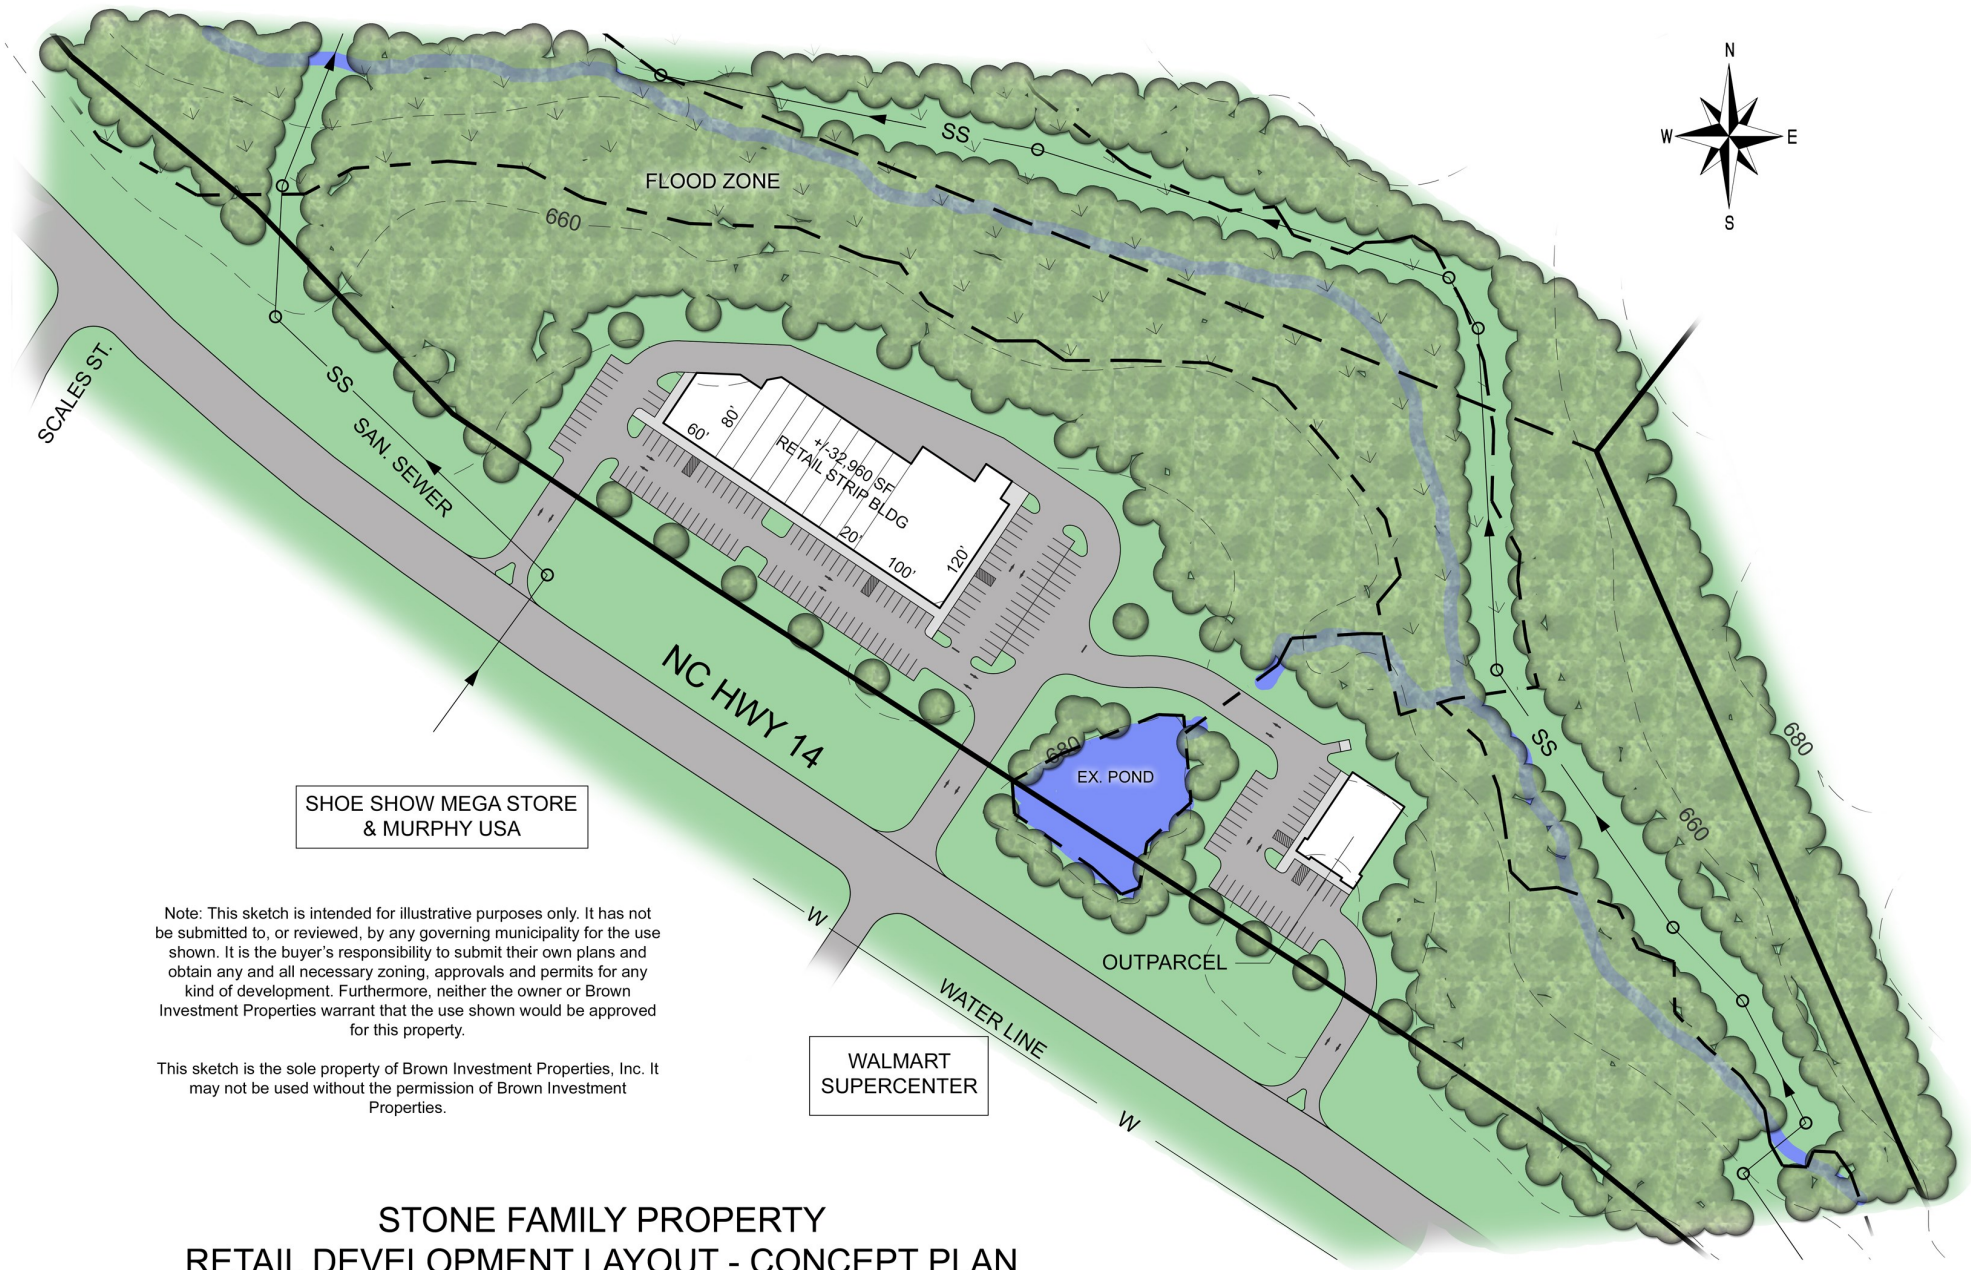 N
W
E
S
SS
FLOOD ZONE
660
SCALES ST.
SS
SAN. SEWER
60'
80'
+/-32,960 SF
RETAIL STRIP BLDG
20'
100'
120'
NC HWY 14
680
EX. POND
SS
680
660
SHOE SHOW MEGA STORE
& MURPHY USA
Note: This sketch is intended for illustrative purposes only. It has not
be submitted to, or reviewed, by any governing municipality for the use
shown. It is the buyer's responsibility to submit their own plans and
obtain any and all necessary zoning, approvals and permits for any
kind of development. Furthermore, neither the owner or Brown
Investment Properties warrant that the use shown would be approved
for this property.
This sketch is the sole property of Brown Investment Properties, Inc. It
may not be used without the permission of Brown Investment
Properties.
W
OUTPARCEL
WATER LINE
WALMART
SUPERCENTER
W
STONE FAMILY PROPERTY
RETAIL DEVELOPMENT LAYOUT - CONCEPT PLAN